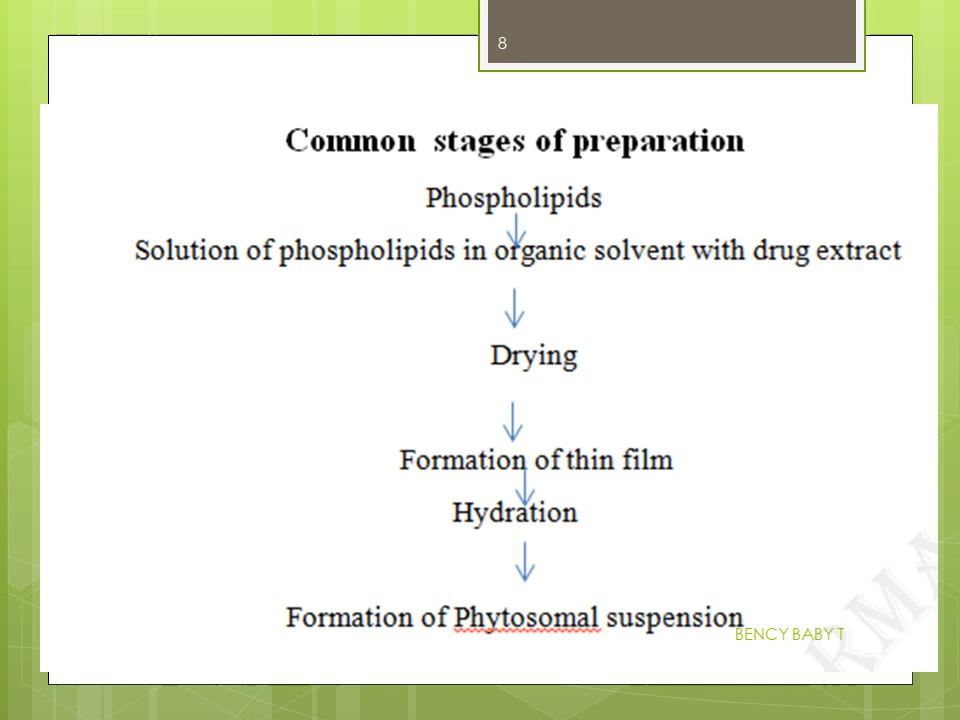 8
Common stages of preparation
Phospholipids
Solution of phospholipids in organic solvent with drug extract
Drying
Formation of thin film
Hydration
Formation of Phytosomal suspension
BENCY BABY T
RMA